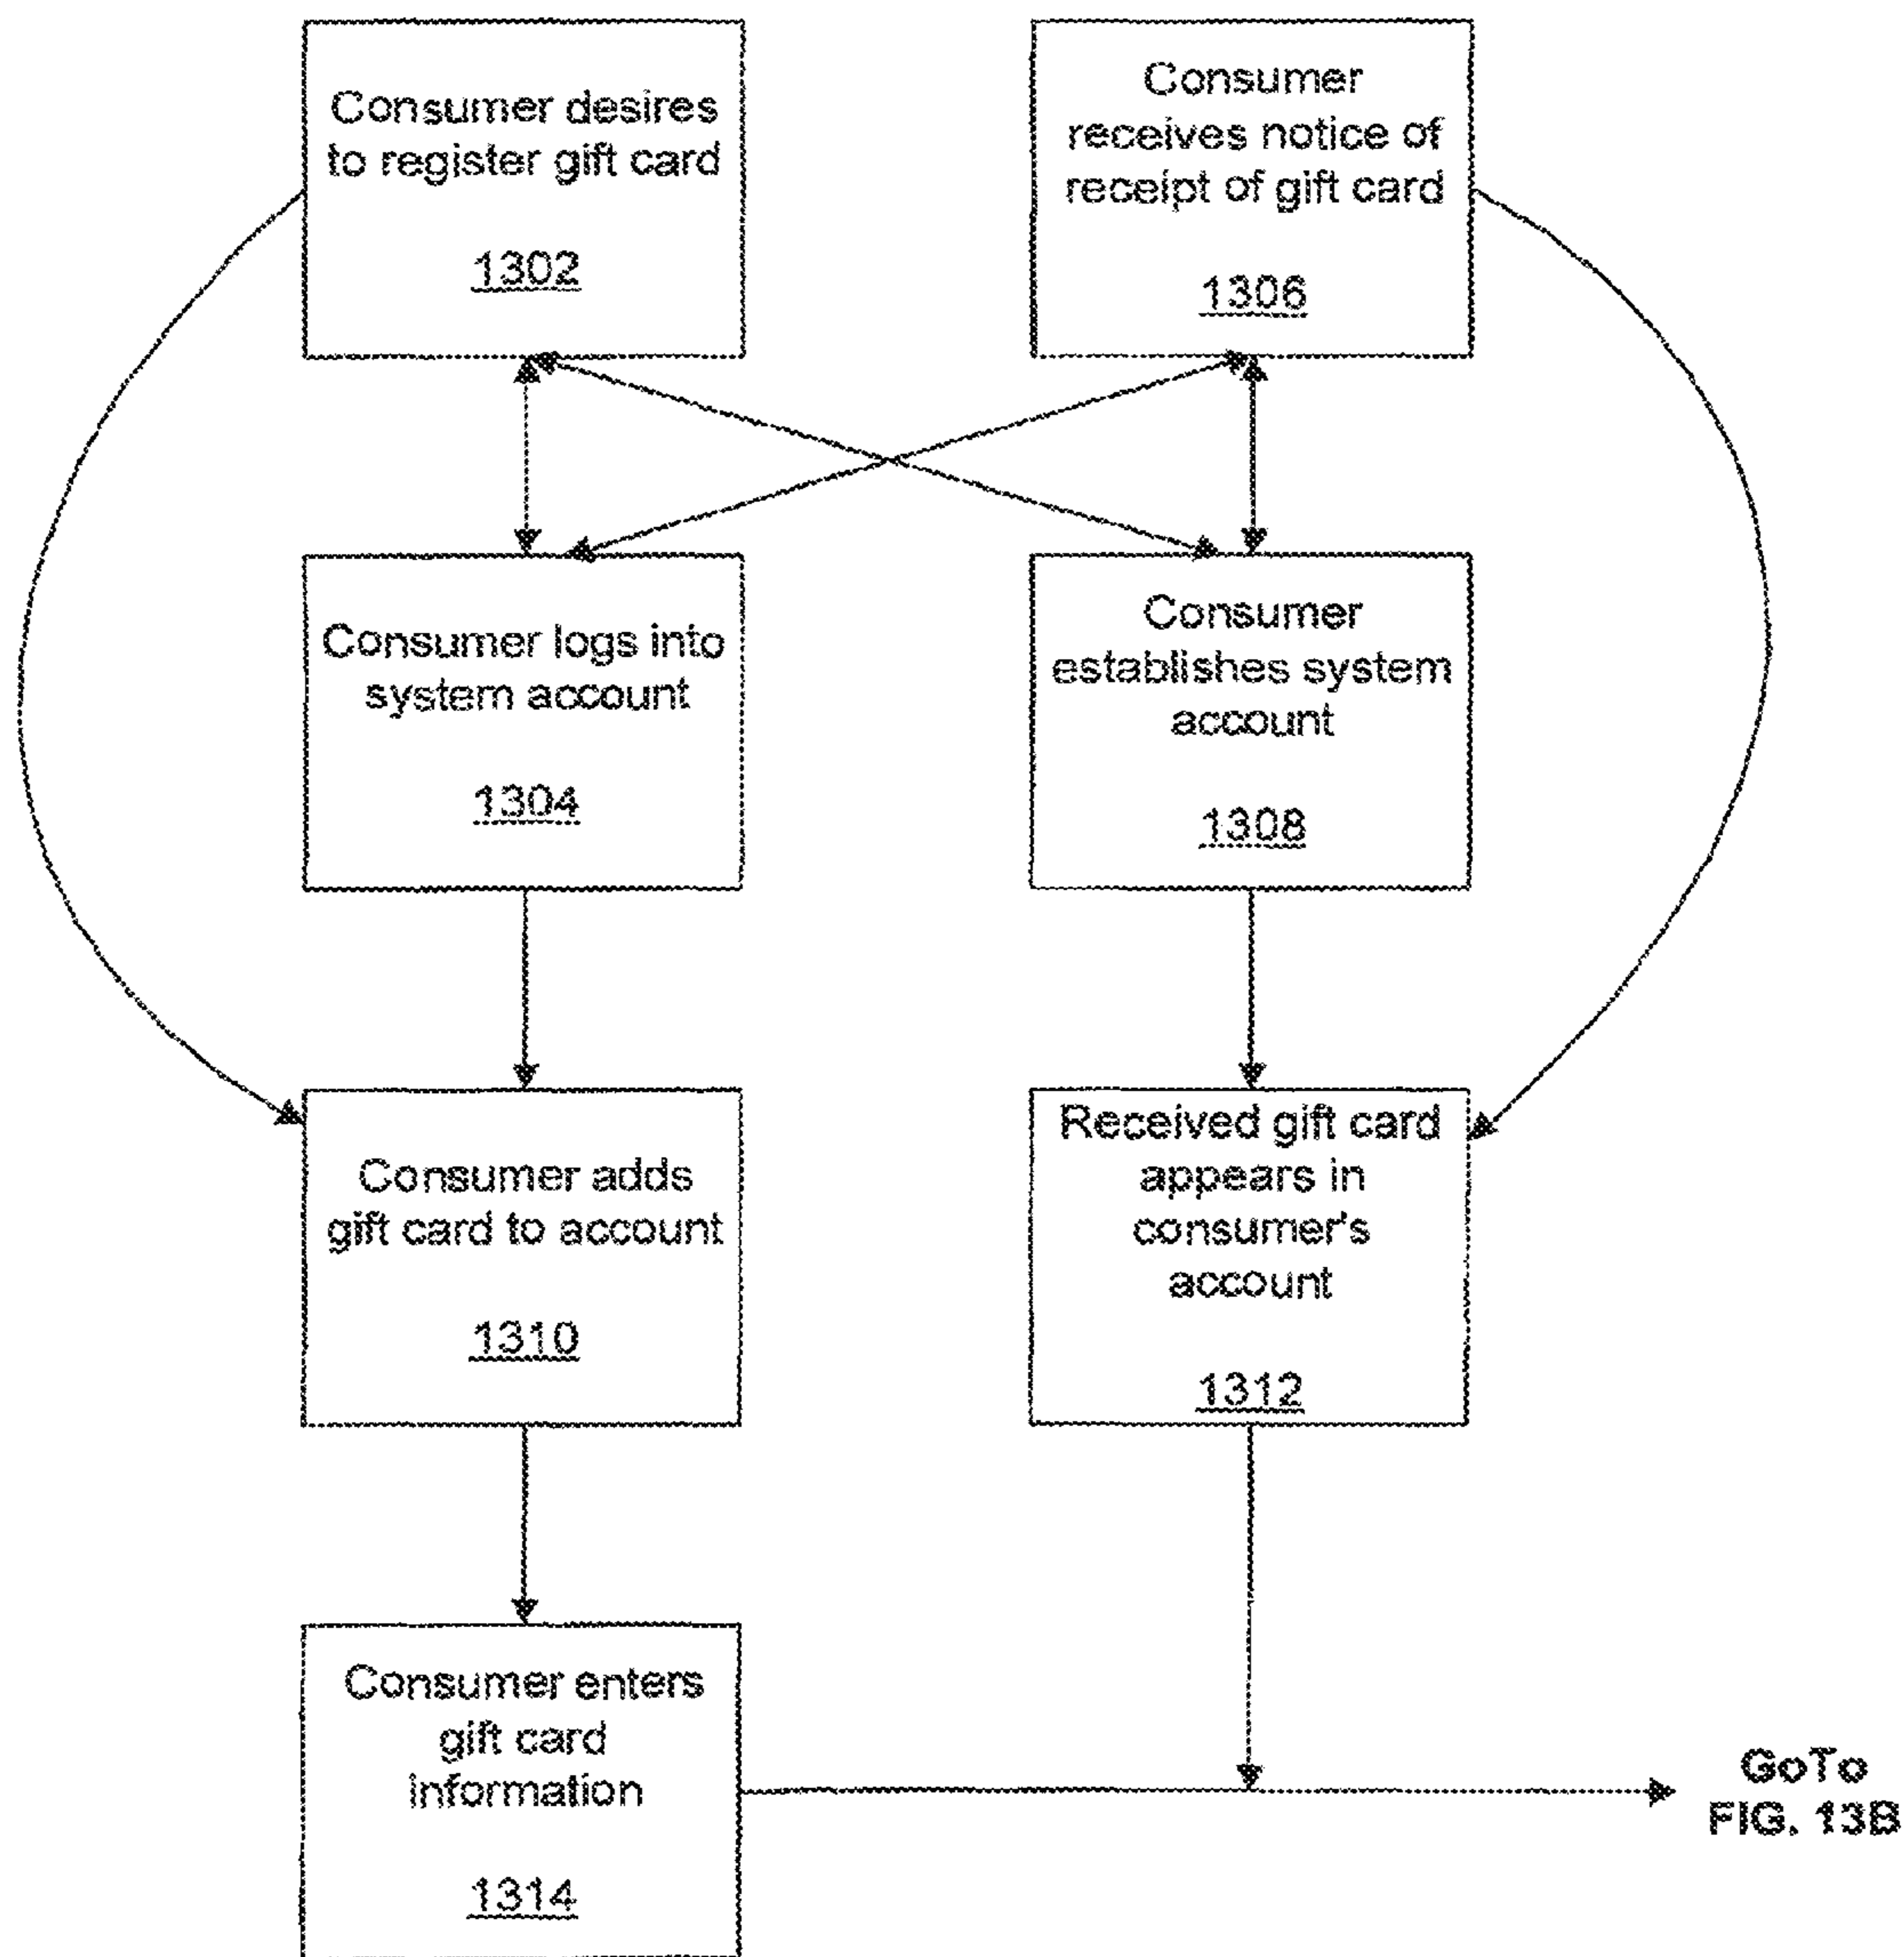 Consumer desires
to register gift card
1302
Consumer
receives notice of
receipt of gift card
1306
Consumer logs into
system account
1304
Consumer
establishes system
account
1308
Consumer adds
gift card to account
1310
Received gift card
appears in
consumer's
account
1312
Consumer enters
gift card
information
1314
GoTo
FIG. 13B